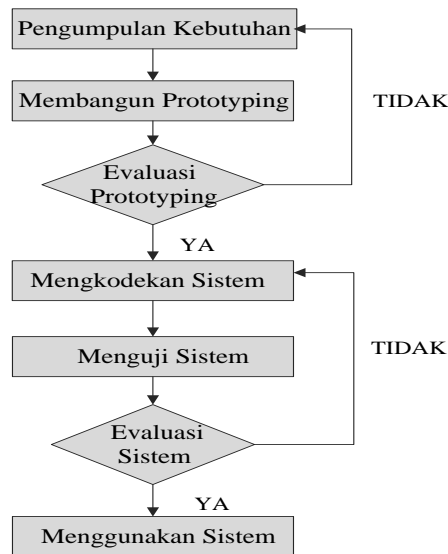 Pengumpulan Kebutuhan
Membangun Prototyping
TIDAK
Evaluasi
Prototyping
YA
Mengkodekan Sistem
Menguji Sistem
TIDAK
Evaluasi
Sistem
YA
Menggunakan Sistem